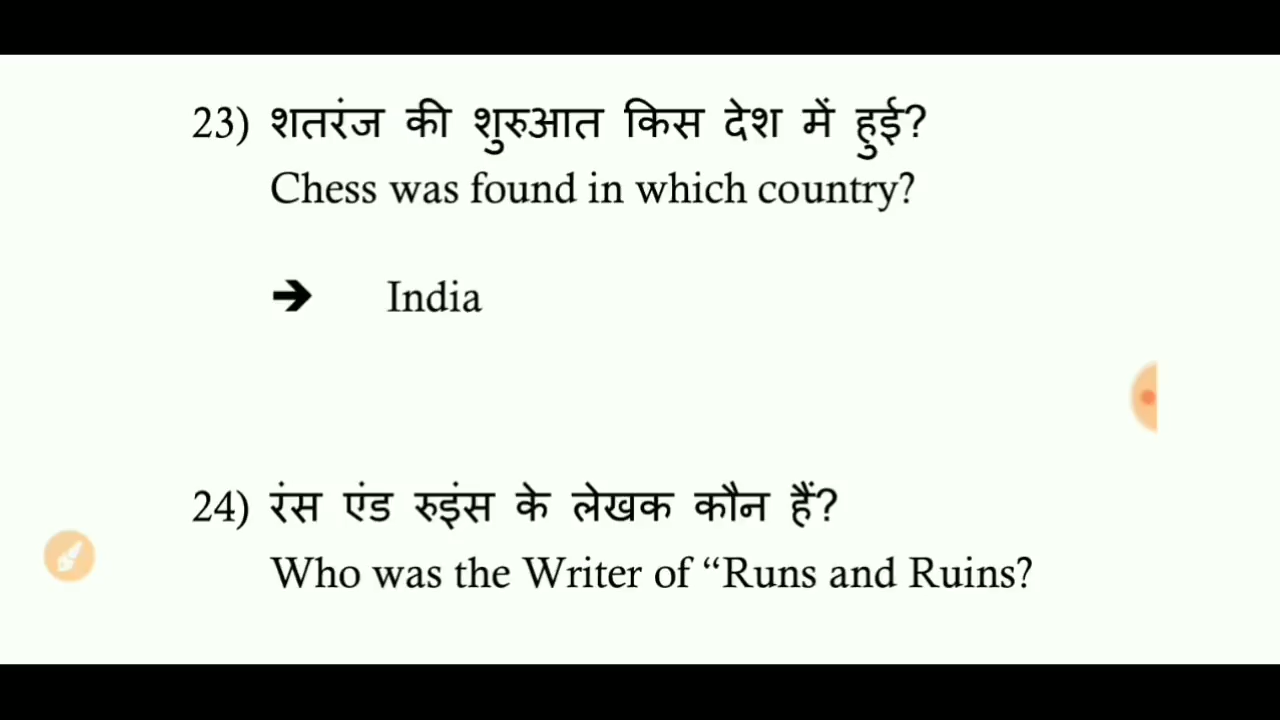 23) शतरंज की शुरुआत किस देश में हुई?
Chess was found in which country?
➔ India
24) रंस एंड रुइंस के लेखक कौन हैं?
Who was the Writer of “Runs and Ruins?